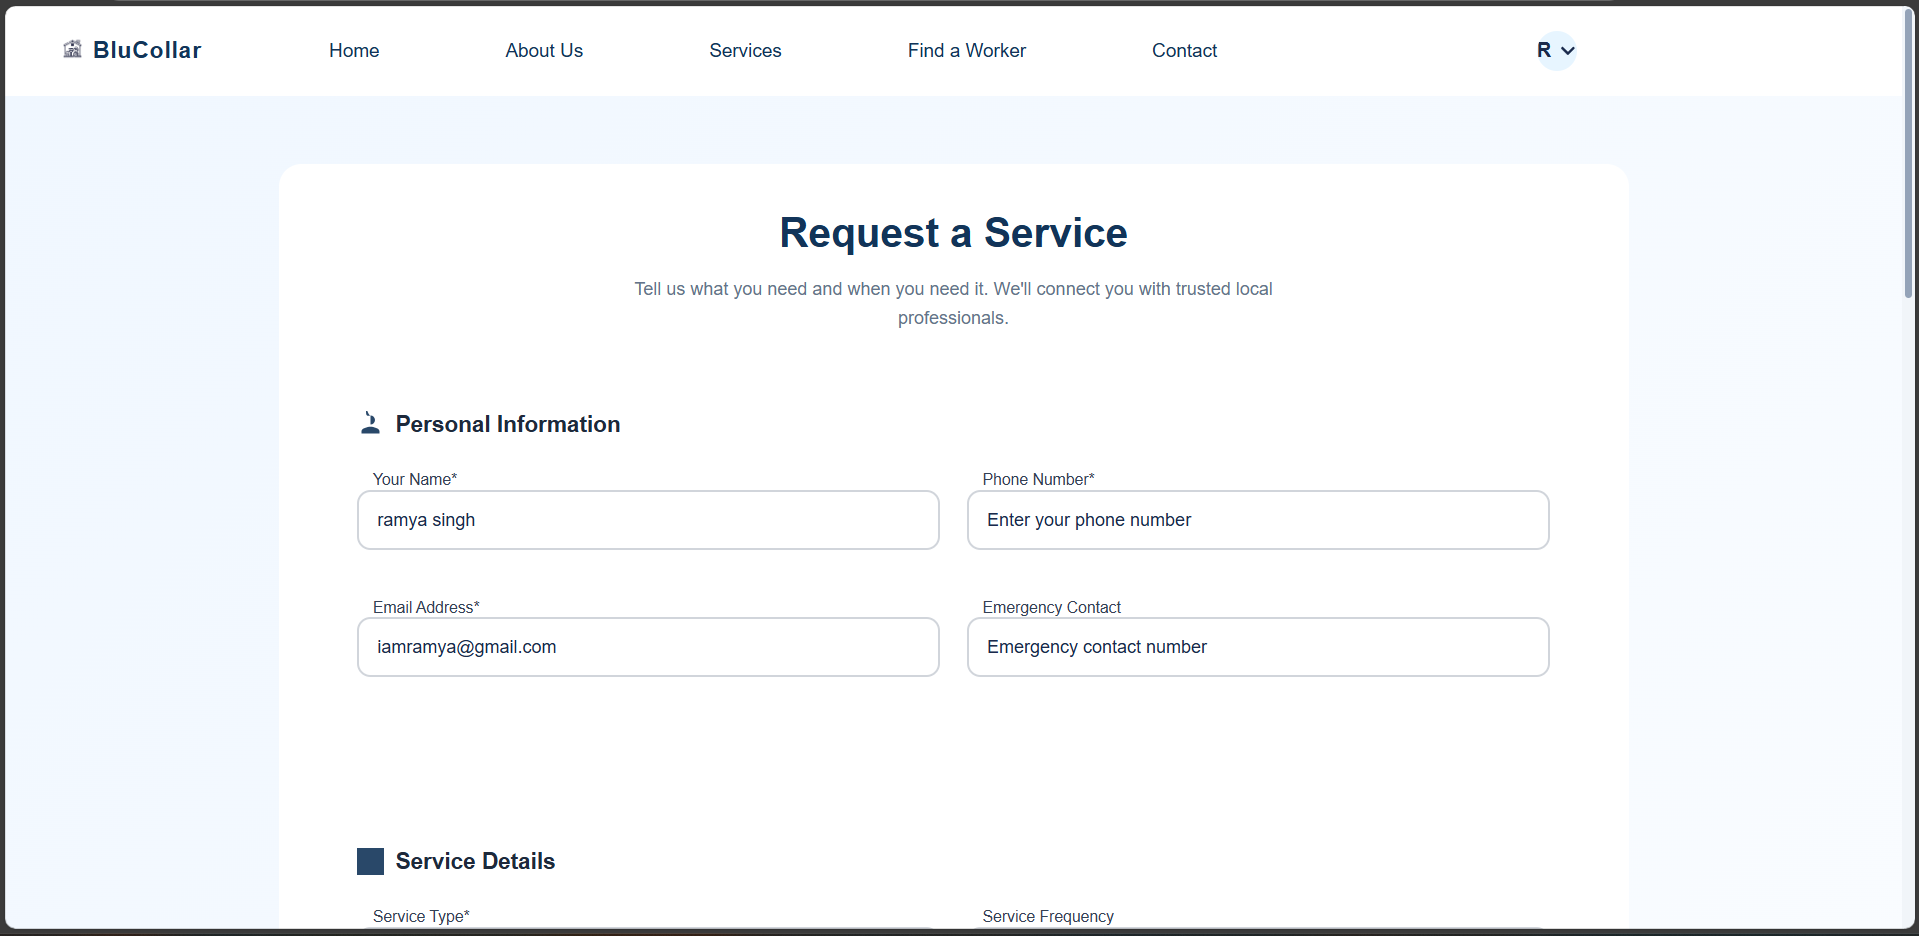 BluCollar
Home
About Us
Services
Find a Worker
Contact
R
Request a Service
Tell us what you need and when you need it. We'll connect you with trusted local
professionals.
Personal Information
Your Name*
Phone Number*
ramya singh
Enter your phone number
Email Address*
Emergency Contact
iamramya@gmail.com
Emergency contact number
Service Details
Service Type*
Service Frequency